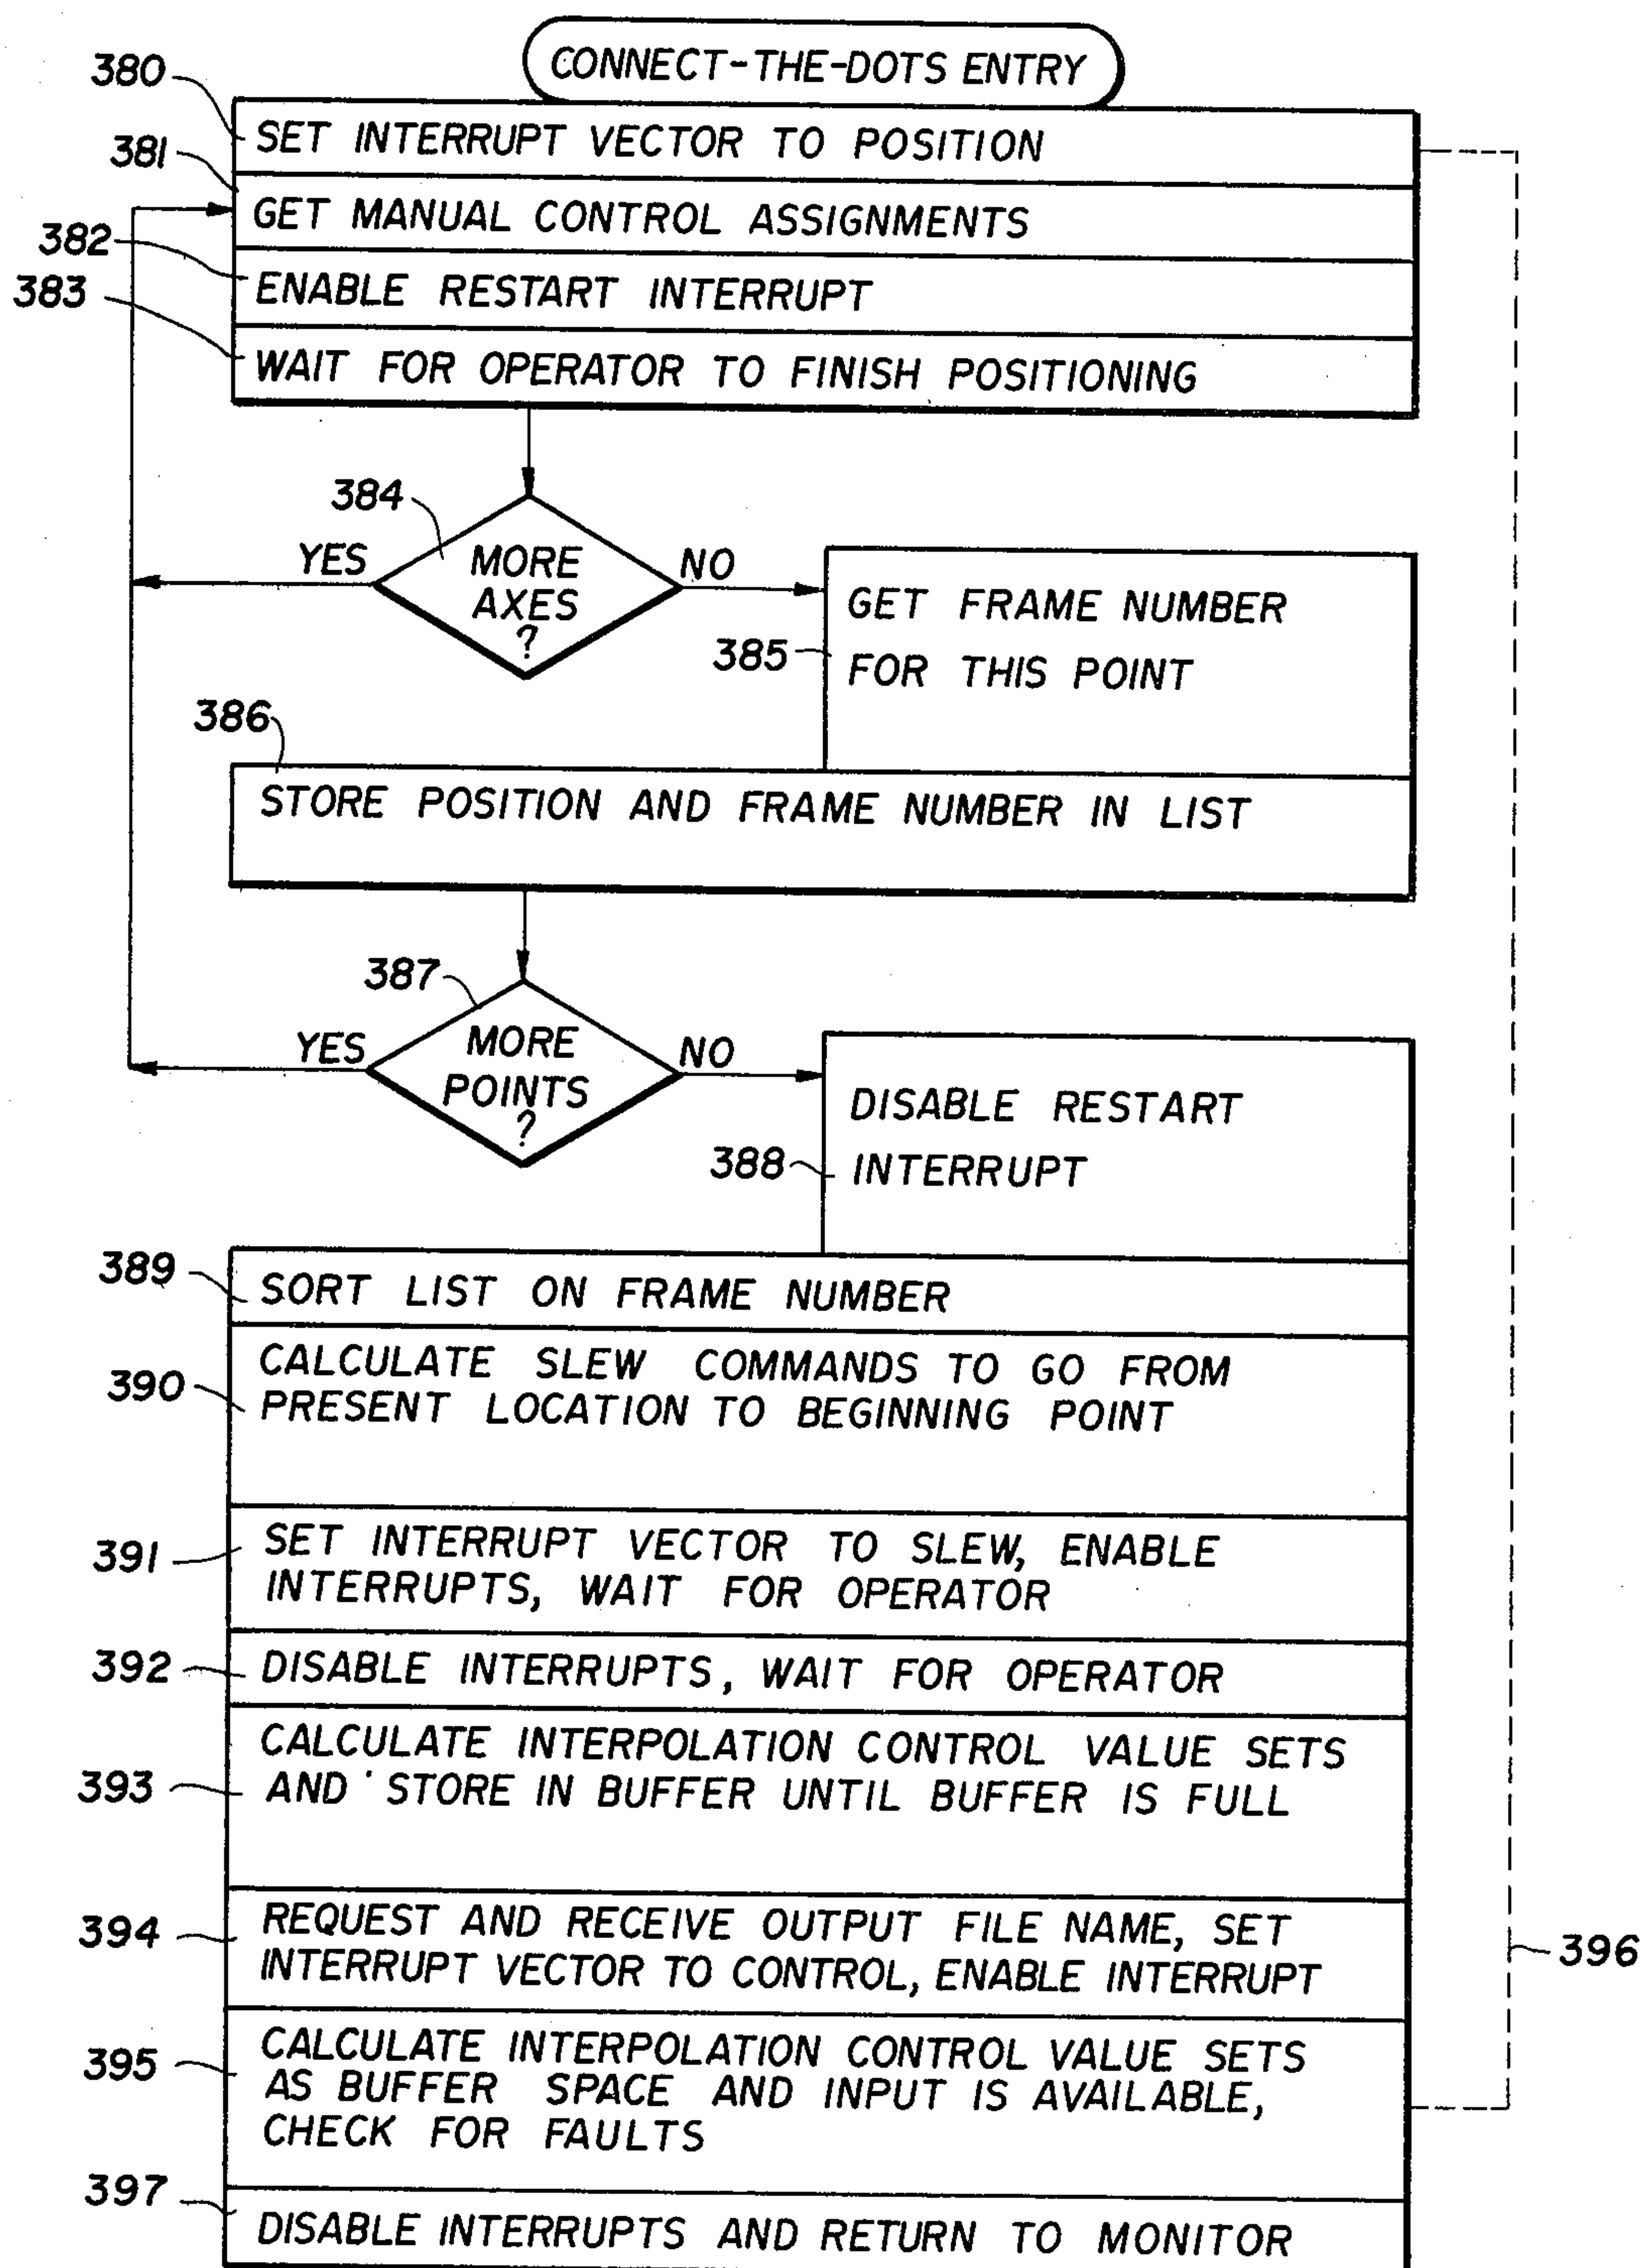 CONNECT-THE-DOTS ENTRY
380
SET INTERRUPT VECTOR TO POSITION
381
GET MANUAL CONTROL ASSIGNMENTS
382
ENABLE RESTART INTERRUPT
383
WAIT FOR OPERATOR TO FINISH POSITIONING
384
YES
MORE
AXES
?
NO
385
GET FRAME NUMBER
FOR THIS POINT
386
STORE POSITION AND FRAME NUMBER IN LIST
387
YES
MORE
POINTS
?
NO
388
DISABLE RESTART
INTERRUPT
389
SORT LIST ON FRAME NUMBER
390
CALCULATE SLEW COMMANDS TO GO FROM
PRESENT LOCATION TO BEGINNING POINT
391
SET INTERRUPT VECTOR TO SLEW, ENABLE
INTERRUPTS, WAIT FOR OPERATOR
392
DISABLE INTERRUPTS, WAIT FOR OPERATOR
393
CALCULATE INTERPOLATION CONTROL VALUE SETS
AND STORE IN BUFFER UNTIL BUFFER IS FULL
394
REQUEST AND RECEIVE OUTPUT FILE NAME, SET
INTERRUPT VECTOR TO CONTROL, ENABLE INTERRUPT
396
395
CALCULATE INTERPOLATION CONTROL VALUE SETS
AS BUFFER SPACE AND INPUT IS AVAILABLE,
CHECK FOR FAULTS
397
DISABLE INTERRUPTS AND RETURN TO MONITOR